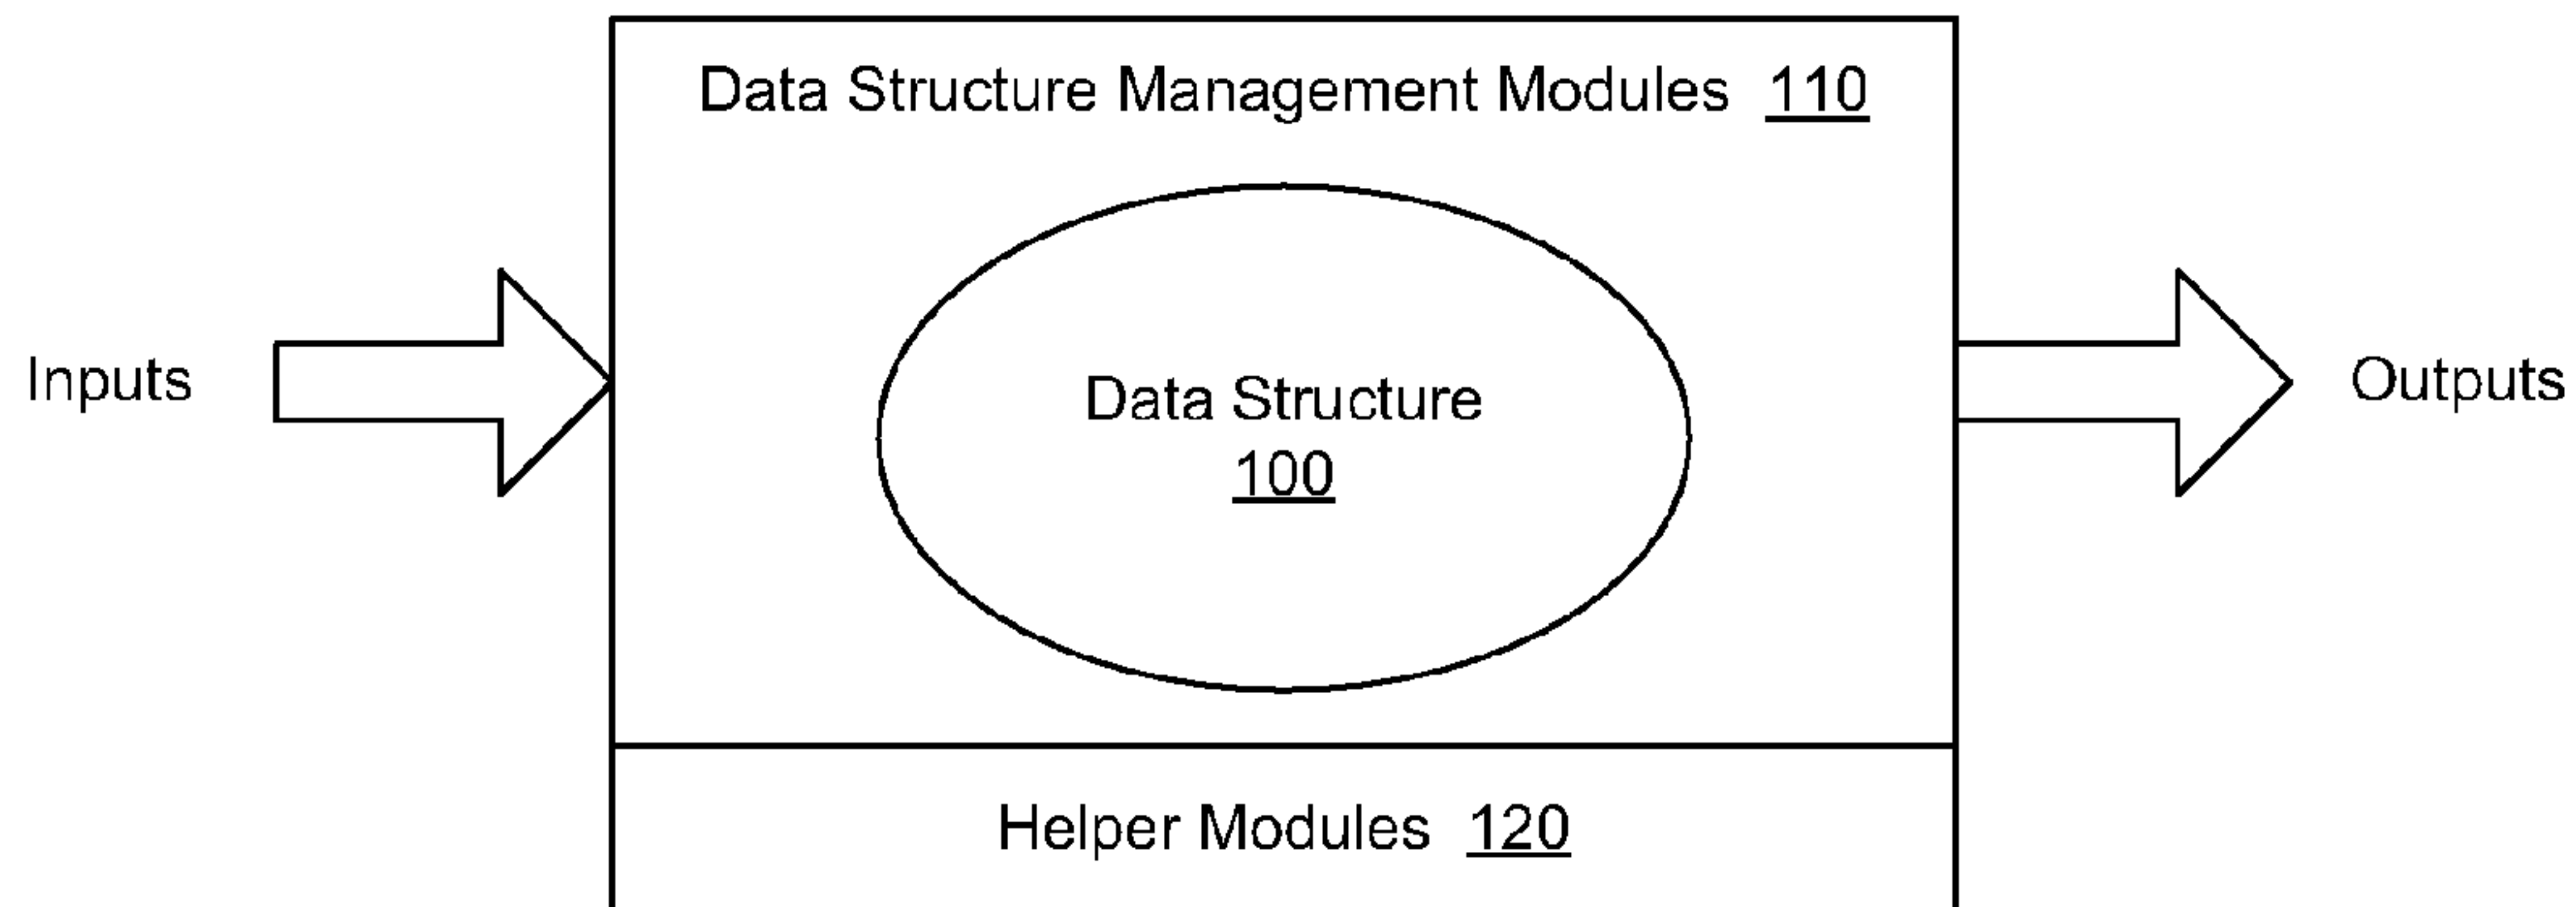 Data Structure Management Modules 110
Inputs
Data Structure
100
Outputs
Helper Modules 120